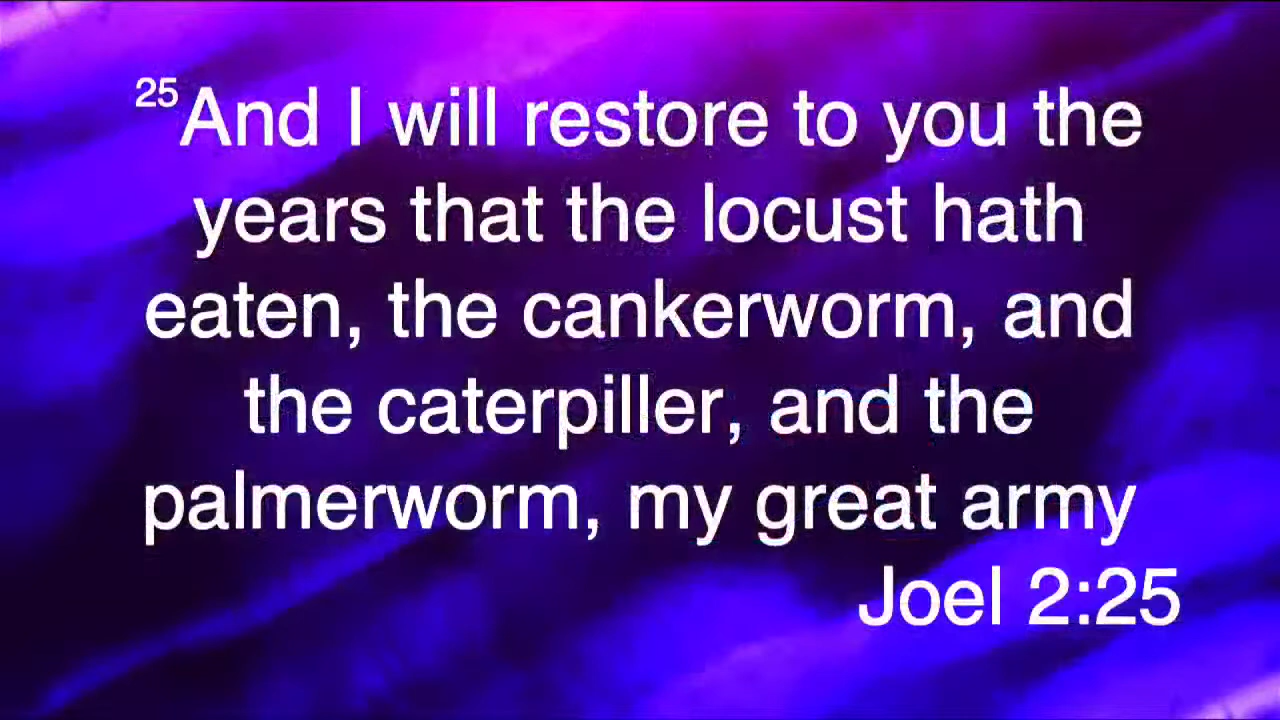 25And I will restore to you the
years that the locust hath
eaten, the cankerworm, and
the caterpiller, and the
palmerworm, my great army
Joel 2:25